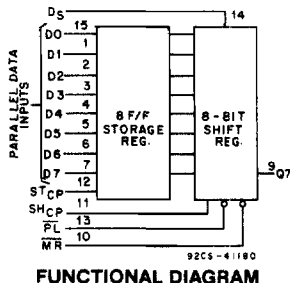 DS 14
PARALLEL DATA INPUTS
D0 15
D1 1
D2 2
D3 3
D4 4
D5 5
D6 6
D7 7
8 F/F STORAGE REG.
8-BIT SHIFT REG.
9 Q7
STCP 12
SHCP 11
PL 13
MR 10
92CS-41180
FUNCTIONAL DIAGRAM